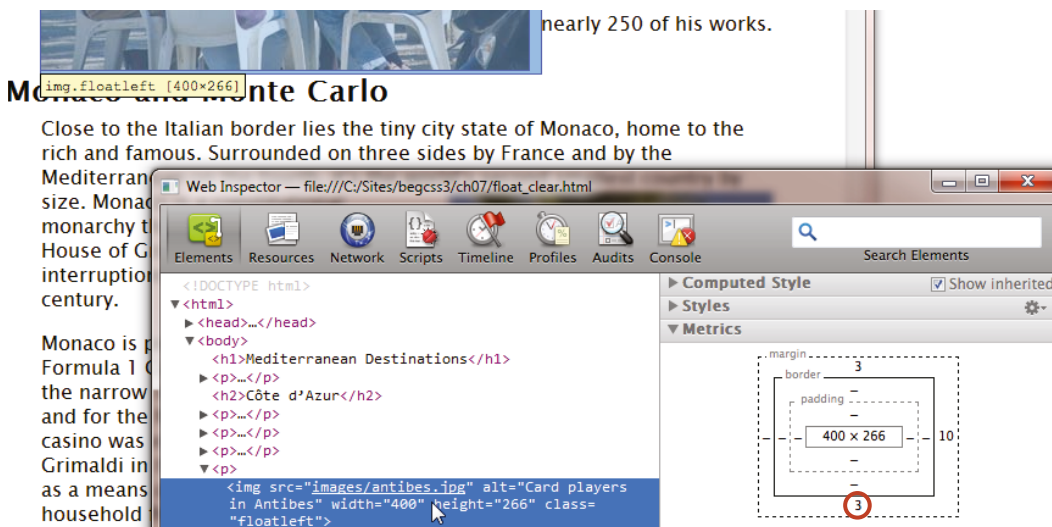 nearly 250 of his works.
img.floatleft [400×266]
Monaco and Monte Carlo
Close to the Italian border lies the tiny city state of Monaco, home to the
rich and famous. Surrounded on three sides by France and by the
Mediterran
size. Monac
monarchy t
House of G
interruption
century.
Monaco is p
Formula 1
the narrow
and for the
casino was
Grimaldi in
as a means
household
Web Inspector — file:///C:/Sites/begcss3/ch07/float_clear.html
Elements Resources Network Scripts Timeline Profiles Audits Console Search Elements
<!DOCTYPE html>
▼<html>
▶<head>…</head>
▼<body>
<h1>Mediterranean Destinations</h1>
▶<p>…</p>
<h2>Côte d’Azur</h2>
▶<p>…</p>
▶<p>…</p>
▶<p>…</p>
▼<p>
<img src="images/antibes.jpg" alt="Card players
in Antibes" width="400" height="266" class=
"floatleft">
▶ Computed Style Show inherited
▶ Styles
▼ Metrics
margin 3
border –
padding –
– – – 400 × 266 – – 10
–
–
3